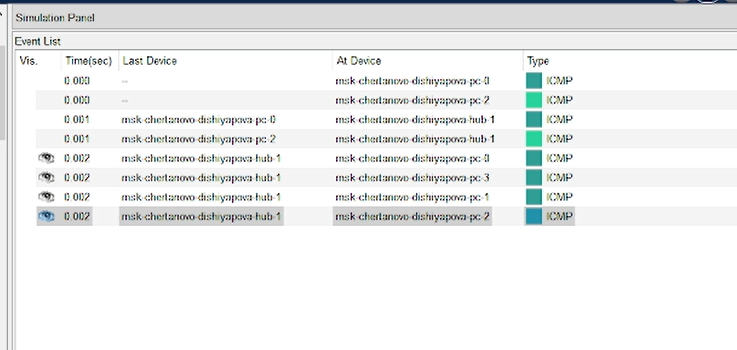 Simulation Panel
Event List
Vis. Time(sec) Last Device At Device Type
0.000 -- msk-chertanovo-dishiyapova-pc-0 ICMP
0.000 -- msk-chertanovo-dishiyapova-pc-2 ICMP
0.001 msk-chertanovo-dishiyapova-pc-0 msk-chertanovo-dishiyapova-hub-1 ICMP
0.001 msk-chertanovo-dishiyapova-pc-2 msk-chertanovo-dishiyapova-hub-1 ICMP
0.002 msk-chertanovo-dishiyapova-hub-1 msk-chertanovo-dishiyapova-pc-0 ICMP
0.002 msk-chertanovo-dishiyapova-hub-1 msk-chertanovo-dishiyapova-pc-3 ICMP
0.002 msk-chertanovo-dishiyapova-hub-1 msk-chertanovo-dishiyapova-pc-1 ICMP
0.002 msk-chertanovo-dishiyapova-hub-1 msk-chertanovo-dishiyapova-pc-2 ICMP